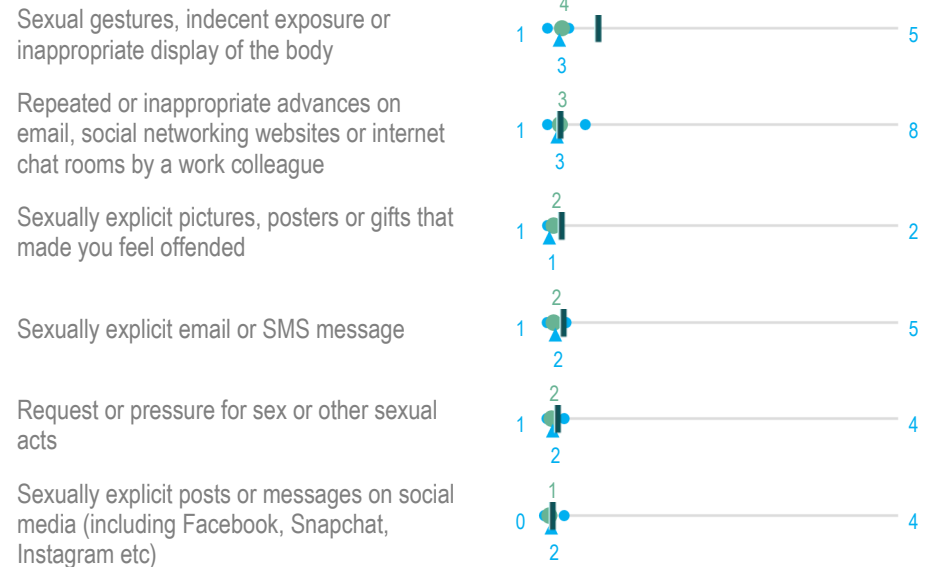 4
Sexual gestures, indecent exposure or
inappropriate display of the body
1
5
3
3
Repeated or inappropriate advances on
email, social networking websites or internet
chat rooms by a work colleague
1
8
3
2
Sexually explicit pictures, posters or gifts that
made you feel offended
1
2
1
2
Sexually explicit email or SMS message
1
5
2
2
Request or pressure for sex or other sexual
acts
1
4
2
1
Sexually explicit posts or messages on social
media (including Facebook, Snapchat,
Instagram etc)
0
4
2